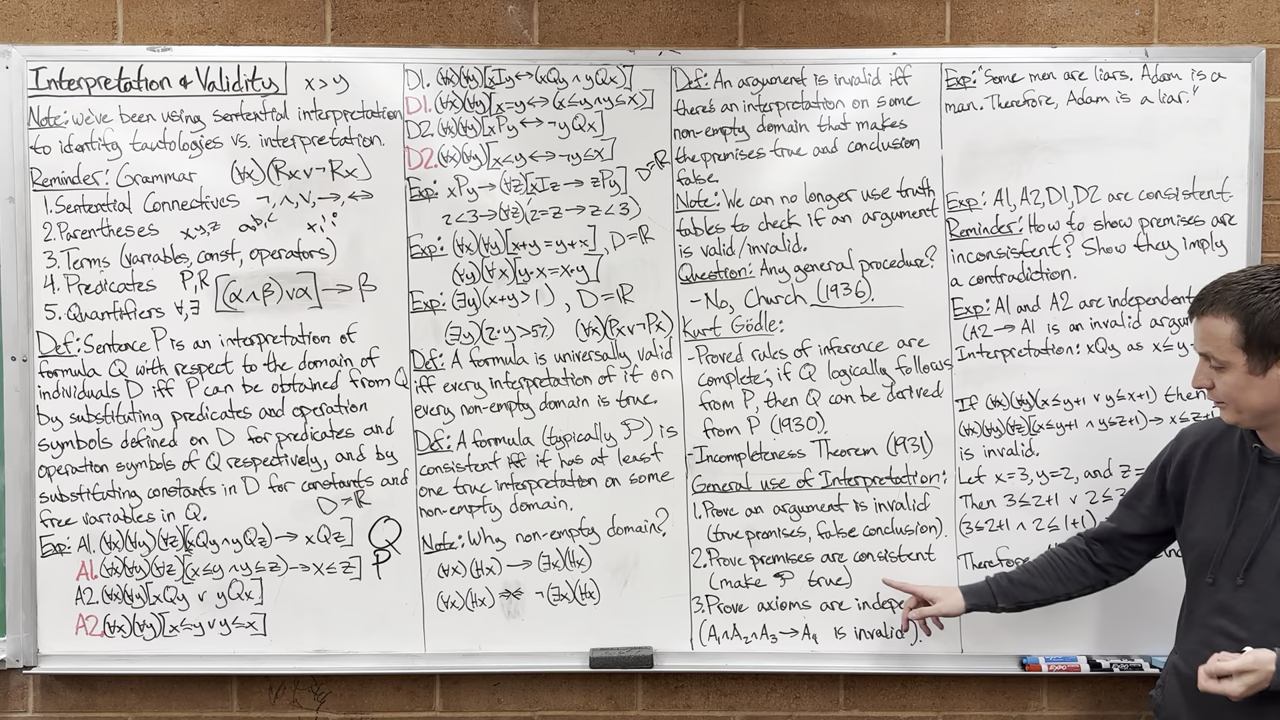 Interpretation & Validity x>y
Note: we've been using sentential interpretation
to identify tautologies vs. interpretation.
Reminder: Grammar (∀x)(Rx∨¬Rx)
1. Sentential Connectives ¬,∧,∨,→,↔
2. Parentheses x,y,z a,b,c
3. Terms (variables, const, operators)
4. Predicates P,R [(α∧β)∨α]→β
5. Quantifiers ∀,∃
Def: Sentence P is an interpretation of
formula Q with respect to the domain of
individuals D iff P can be obtained from Q
by substituting predicates and operation
symbols defined on D for predicates and
operation symbols of Q respectively, and by
substituting constants in D for constants and
free variables in Q. D=ℝ
Exp: A1. (∀x)(∀y)(∀z)[(xQy∧yQz)→xQz] Q
A1. (∀x)(∀y)(∀z)[(x≤y∧y≤z)→x≤z] P
A2. (∀x)(∀y)[xQy∨yQx]
A2. (∀x)(∀y)[x≤y∨y≤x]
D1. (∀x)(∀y)[xIy↔(xQy∧yQx)]
D1. (∀x)(∀y)[x=y↔(x≤y∧y≤x)]
D2. (∀x)(∀y)[xPy↔¬yQx]
D2. (∀x)(∀y)[x<y↔¬y≤x]
Exp: xPy→(∀z)[xIz→zPy] D=ℝ
2<3→(∀z)(2=z→z<3)
Exp: (∀x)(∀y)[x+y=y+x], D=ℝ
(∀y)(∀x)[y·x=x·y]
Exp: (∃y)(x+y>1), D=ℝ
(∃y)(2·y>57) (∀x)(Px∨¬Px)
Def: A formula is universally valid
iff every interpretation of it on
every non-empty domain is true.
Def: A formula (typically P) is
consistent iff it has at least
one true interpretation on some
non-empty domain.
Note: Why non-empty domain?
(∀x)(Hx)→(∃x)(Hx)
(∀x)(Hx) ¬(∃x)(Hx)
Def: An argument is invalid iff
there's an interpretation on some
non-empty domain that makes
the premises true and conclusion
false.
Note: We can no longer use truth
tables to check if an argument
is valid/invalid.
Question: Any general procedure?
- No, Church (1936).
Kurt Gödle:
- Proved rules of inference are
complete; if Q logically follows
from P, then Q can be derived
from P (1930).
- Incompleteness Theorem (1931)
General use of Interpretation:
1. Prove an argument is invalid
(true premises, false conclusion).
2. Prove premises are consistent
(make P true)
3. Prove axioms are indepe
(A₁∧A₂∧A₃→A₄ is invalid).
Exp: "Some men are liars. Adam is a
man. Therefore, Adam is a liar."
Exp: A1, A2, D1, D2 are consistent.
Reminder: How to show premises are
inconsistent? Show they imply
a contradiction.
Exp: A1 and A2 are independent
(A2→A1 is an invalid argu
Interpretation: xQy as x≤y
If (∀x)(∀y)(x≤y+1 ∨ y≤x+1) then
(∀x)(∀y)(∀z)[(x≤y+1 ∧ y≤z+1)→x≤z+1
is invalid.
Let x=3, y=2, and z=
Then 3≤2+1 ∨ 2≤3
(3≤2+1 ∧ 2≤1+1)
Therefore